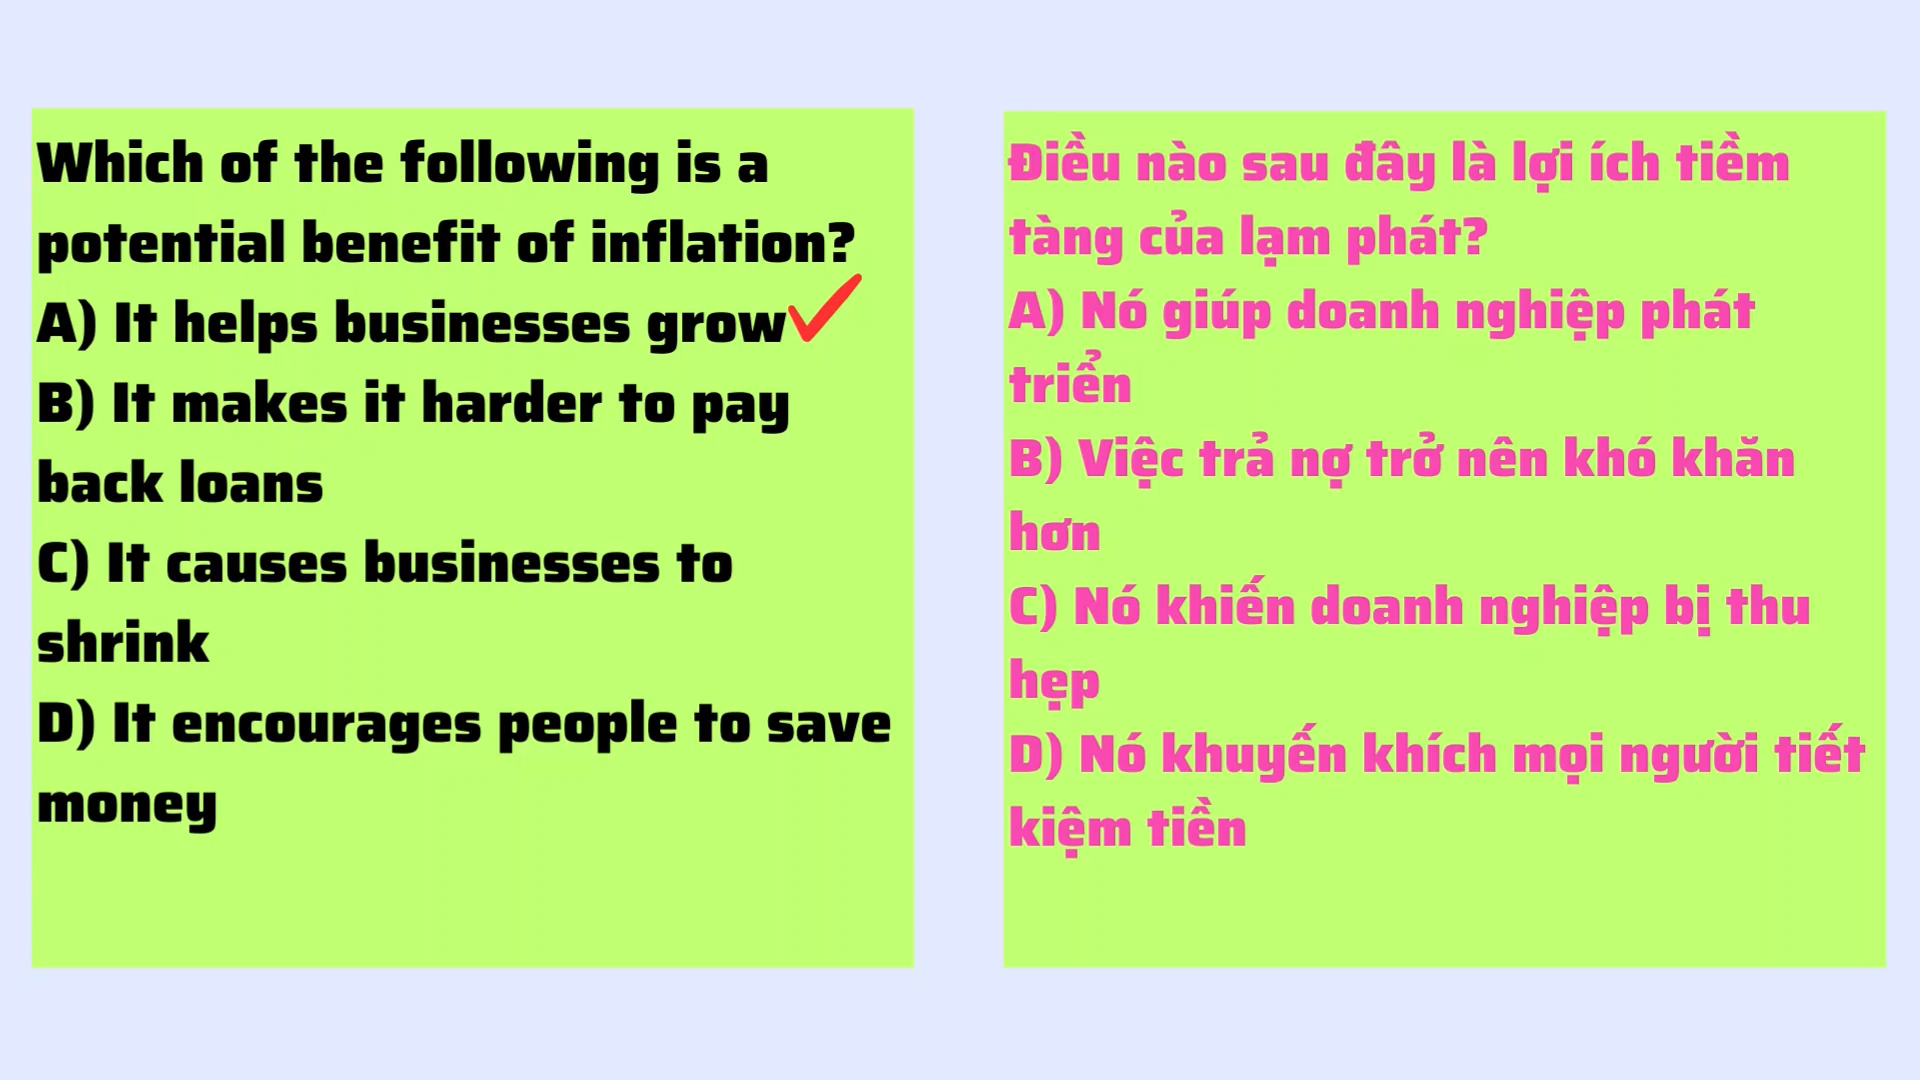 Which of the following is a
potential benefit of inflation?
A) It helps businesses grow
B) It makes it harder to pay
back loans
C) It causes businesses to
shrink
D) It encourages people to save
money
Điều nào sau đây là lợi ích tiềm
tàng của lạm phát?
A) Nó giúp doanh nghiệp phát
triển
B) Việc trả nợ trở nên khó khăn
hơn
C) Nó khiến doanh nghiệp bị thu
hẹp
D) Nó khuyến khích mọi người tiết
kiệm tiền